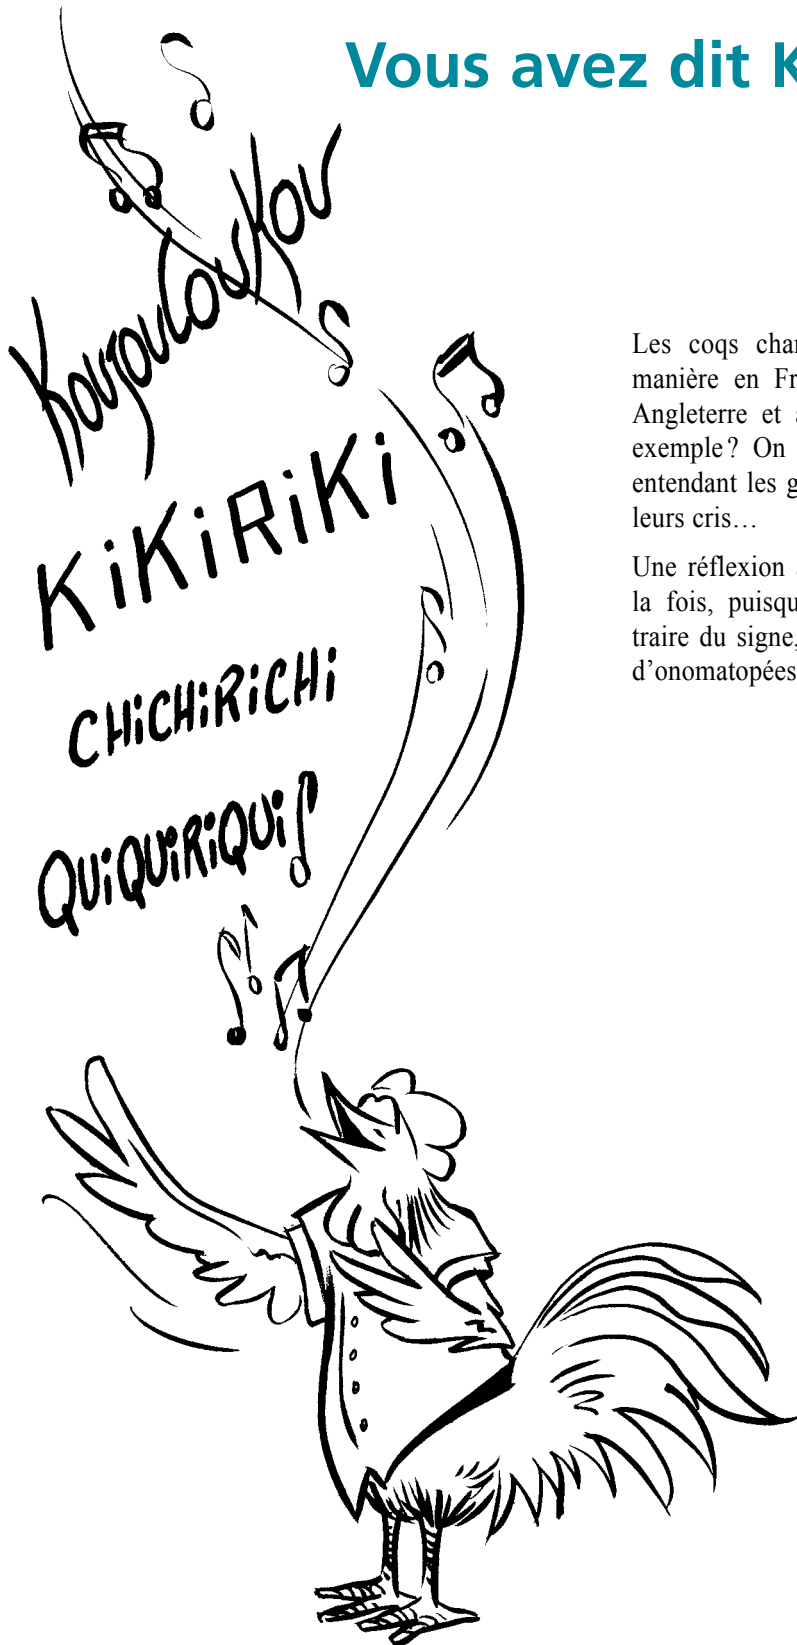 Vous avez dit K
KouzouLouKou
KiKiRiKi
CHiCHiRiCHi
QuiQuiRiQui
Les coqs char
manière en Fr
Angleterre et
exemple ? On
entendant les g
leurs cris…
Une réflexion
la fois, puisqu
traire du signe,
d'onomatopées